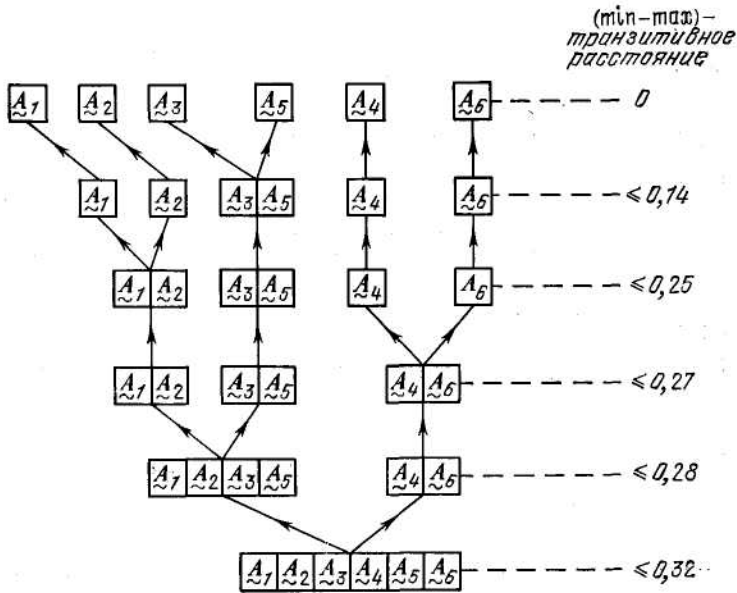 (min-max)-
транзитивное
расстояние
A1 A2 A3 A5 A4 A6 0
A1 A2 A3 A5 A4 A6 ≤0,14
A1 A2 A3 A5 A4 A6 ≤0,25
A1 A2 A3 A5 A4 A6 ≤0,27
A1 A2 A3 A5 A4 A6 ≤0,28
A1 A2 A3 A4 A5 A6 ≤0,32